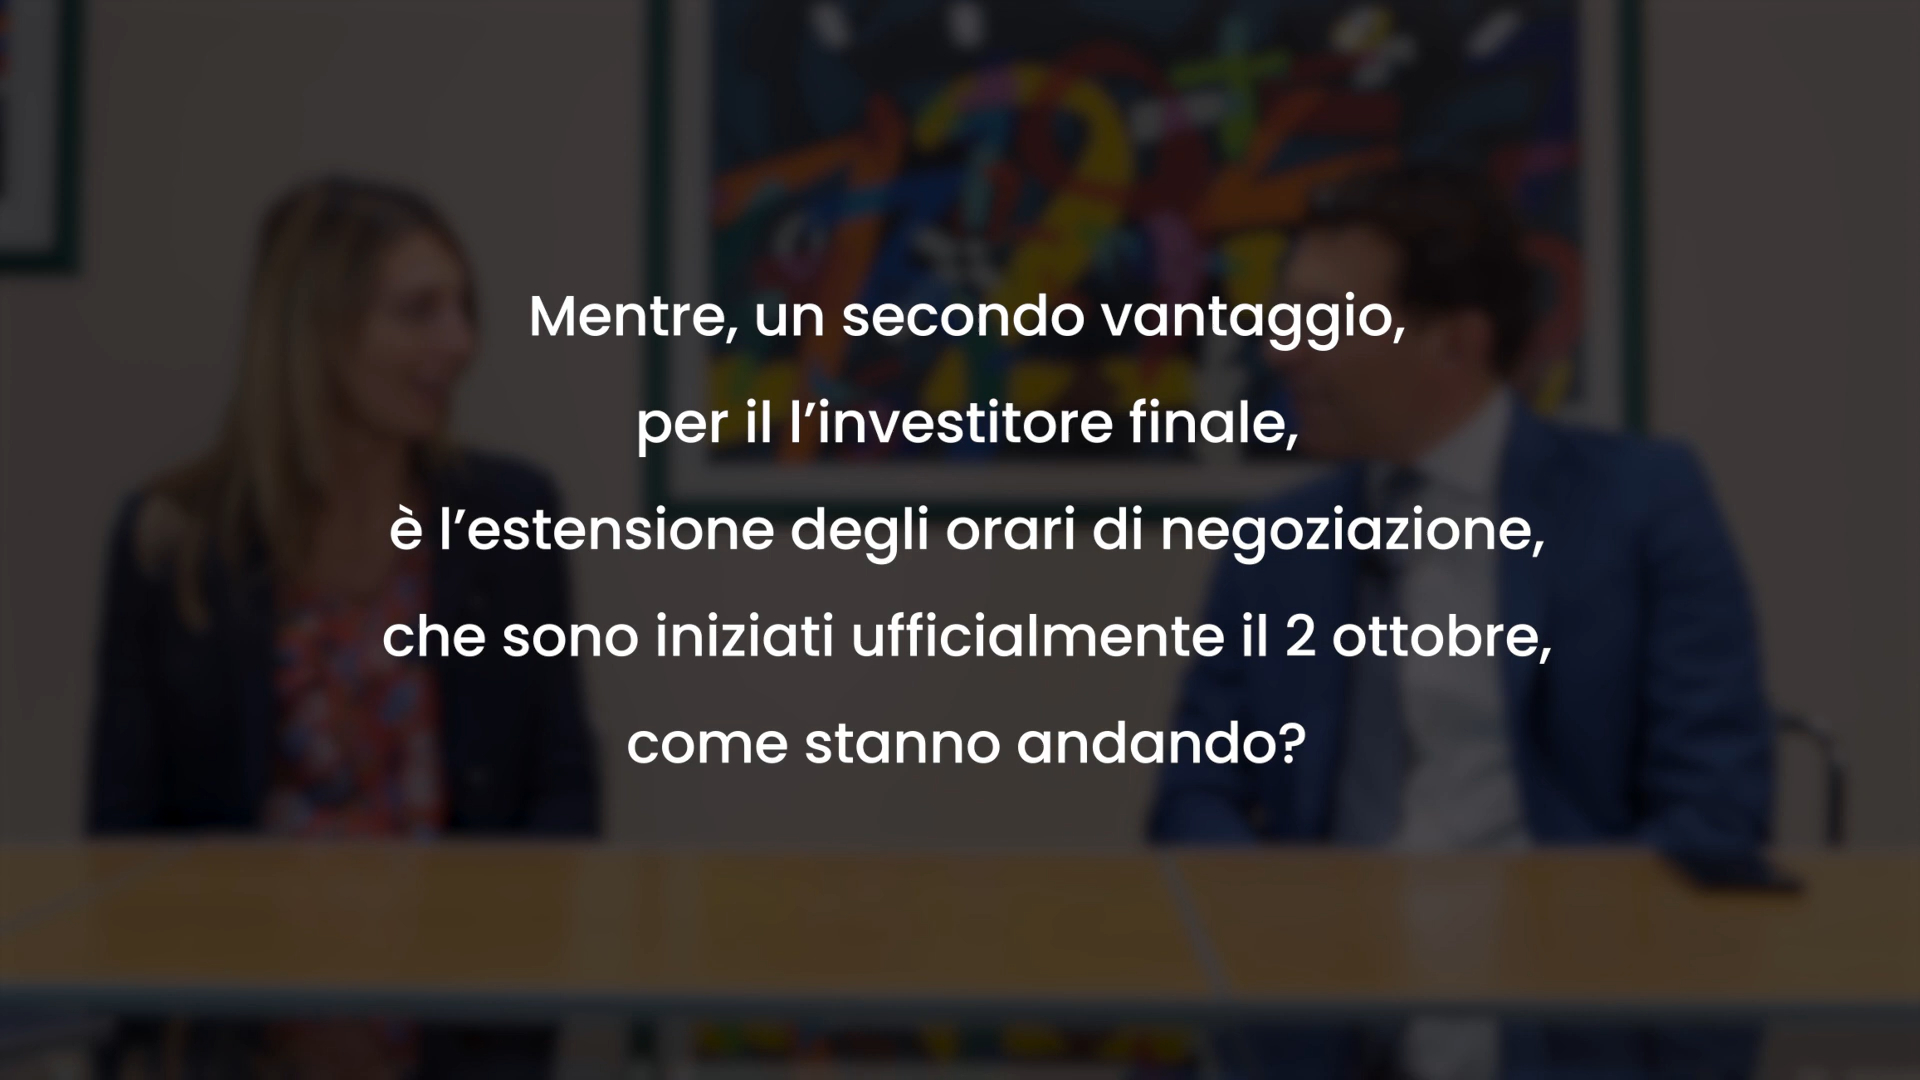 Mentre, un secondo vantaggio,
per il l’investitore finale,
è l’estensione degli orari di negoziazione,
che sono iniziati ufficialmente il 2 ottobre,
come stanno andando?